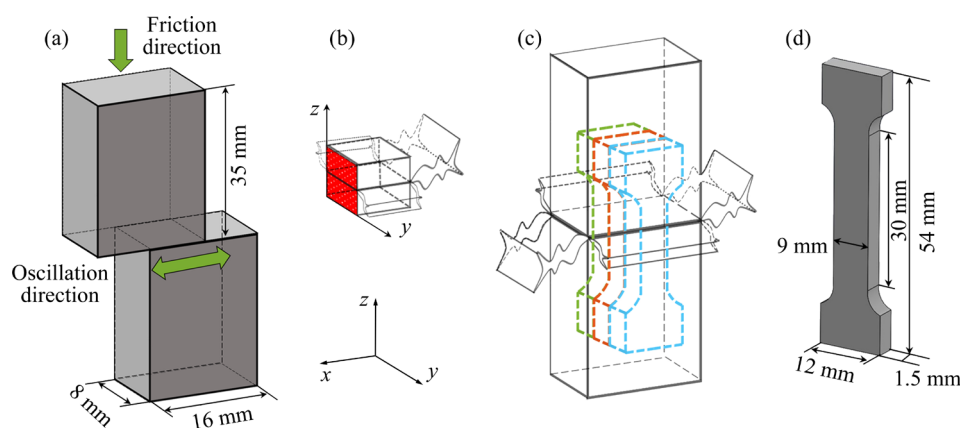 (a)
Friction
direction
35 mm
Oscillation
direction
8 mm
16 mm
(b)
z
y
z
x
y
(c)
(d)
9 mm
30 mm
54 mm
12 mm
1.5 mm